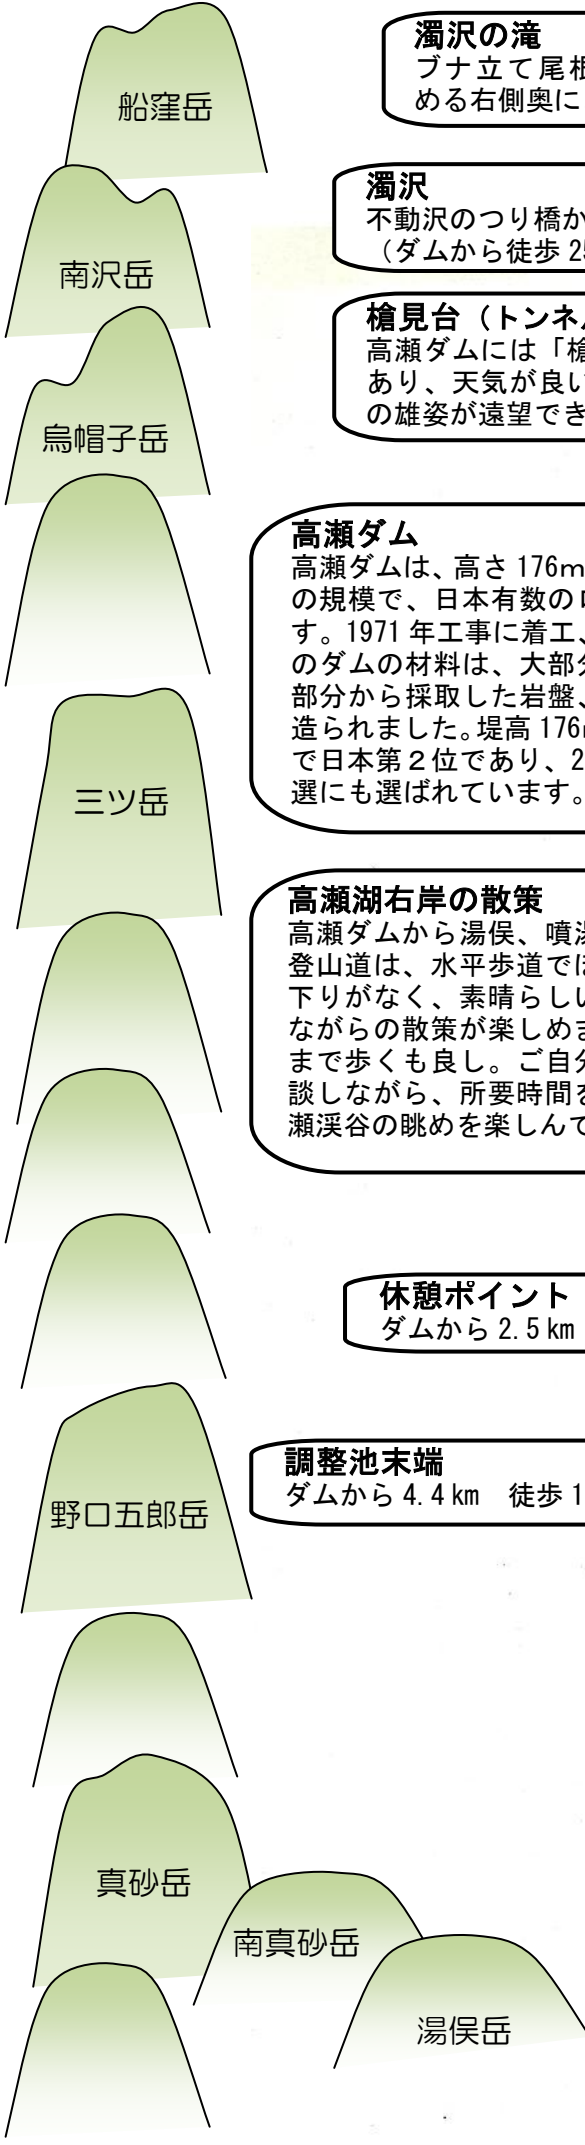 船窪岳
濁沢の滝
ブナ立て尾根
める右側奥に
濁沢
不動沢のつり橋か
（ダムから徒歩 25
南沢岳
槍見台（トンネル
高瀬ダムには「槍
あり、天気が良い
の雄姿が遠望でき
烏帽子岳
高瀬ダム
高瀬ダムは、高さ 176ｍ
の規模で、日本有数のロ
す。1971 年工事に着工、
のダムの材料は、大部分
部分から採取した岩盤、
造られました。堤高 176m
で日本第２位であり、2
選にも選ばれています。
三ツ岳
高瀬湖右岸の散策
高瀬ダムから湯俣、噴湯
登山道は、水平歩道でほ
下りがなく、素晴らしい
ながらの散策が楽しめま
まで歩くも良し。ご自分
談しながら、所要時間を
瀬渓谷の眺めを楽しんで
休憩ポイント
ダムから 2.5 km
調整池末端
ダムから 4.4 km　徒歩 1
野口五郎岳
真砂岳
南真砂岳
湯俣岳